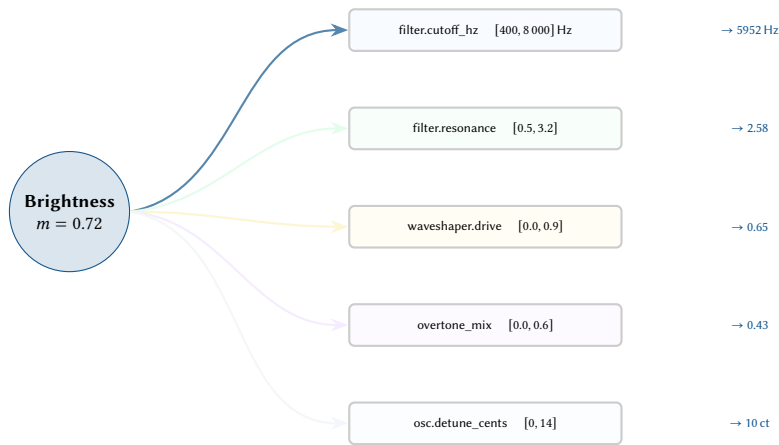 filter.cutoff_hz [400, 8 000] Hz → 5952 Hz
filter.resonance [0.5, 3.2] → 2.58
Brightness
m = 0.72
waveshaper.drive [0.0, 0.9] → 0.65
overtone_mix [0.0, 0.6] → 0.43
osc.detune_cents [0, 14] → 10 ct